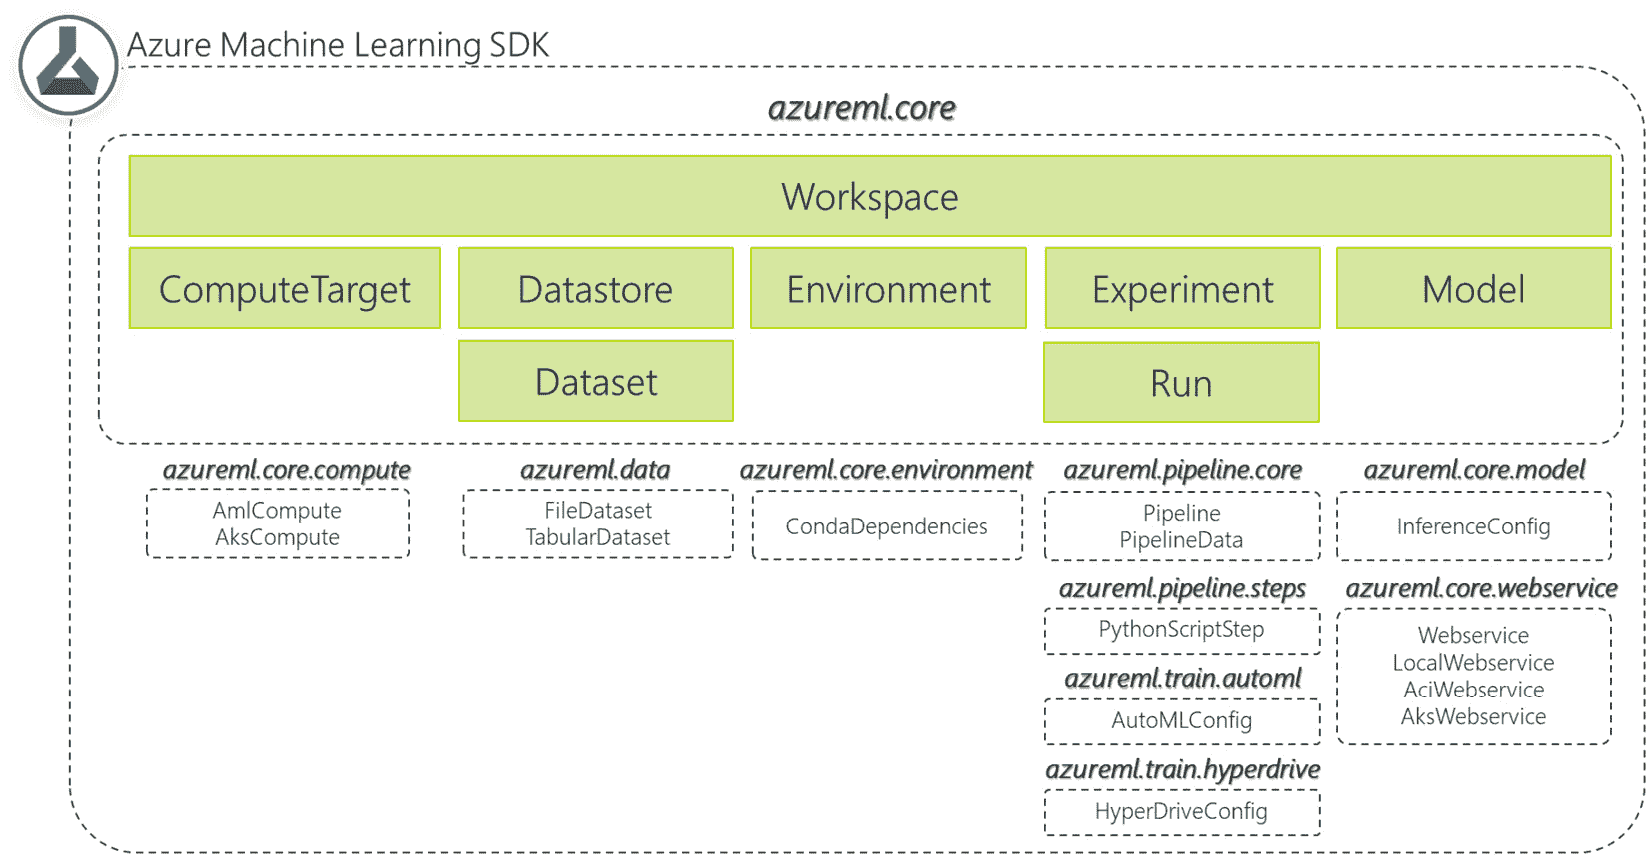 Azure Machine Learning SDK
azureml.core
Workspace
ComputeTarget
Datastore
Environment
Experiment
Model
Dataset
Run
azureml.core.compute
AmlCompute
AksCompute
azureml.data
FileDataset
TabularDataset
azureml.core.environment
CondaDependencies
azureml.pipeline.core
Pipeline
PipelineData
azureml.pipeline.steps
PythonScriptStep
azureml.train.automl
AutoMLConfig
azureml.train.hyperdrive
HyperDriveConfig
azureml.core.model
InferenceConfig
azureml.core.webservice
Webservice
LocalWebservice
AciWebservice
AksWebservice